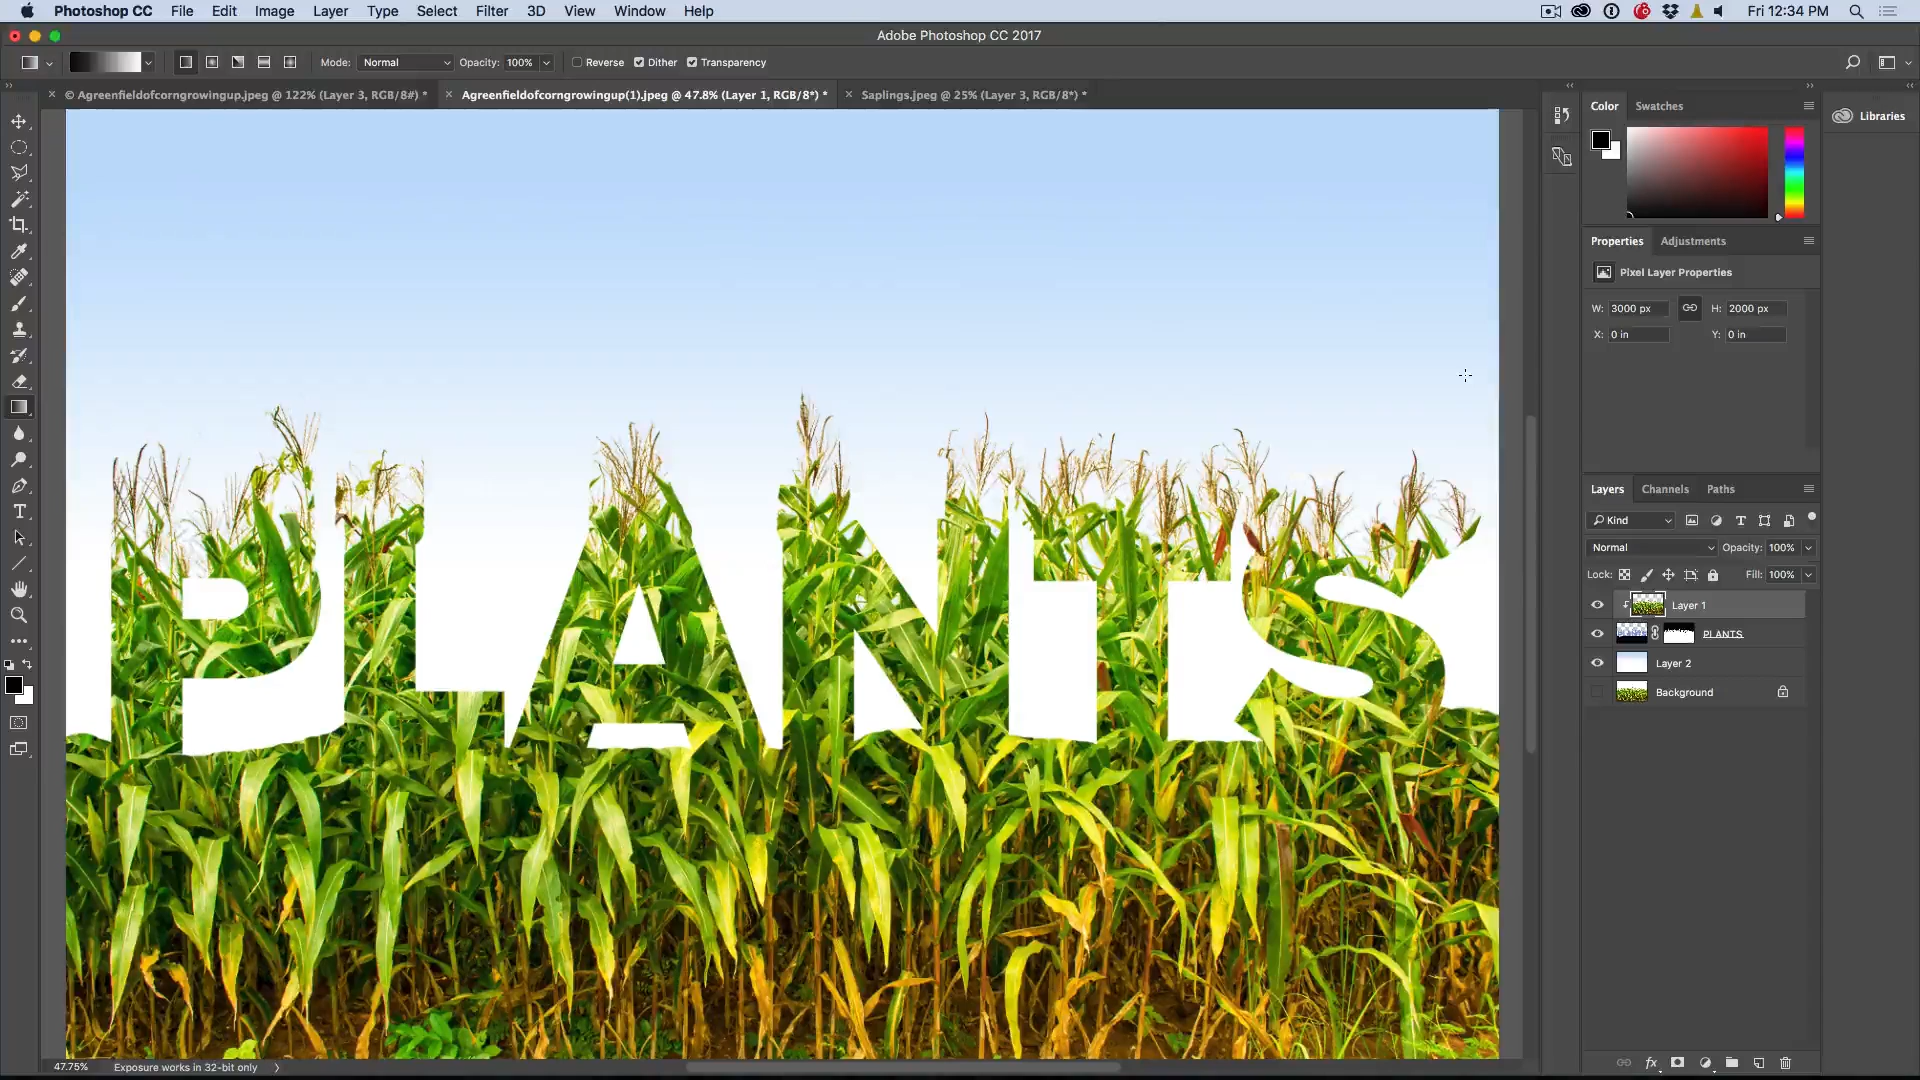 Photoshop CC File Edit Image Layer Type Select Filter 3D View Window Help Fri 12:34 PM
Adobe Photoshop CC 2017
Mode: Normal Opacity: 100% Reverse Dither Transparency
© Agreenfieldofcorngrowingup.jpeg @ 122% (Layer 3, RGB/8#) * Agreenfieldofcorngrowingup(1).jpeg @ 47.8% (Layer 1, RGB/8*) * Saplings.jpeg @ 25% (Layer 3, RGB/8*) *
Color Swatches
Libraries
Properties Adjustments
Pixel Layer Properties
W: 3000 px H: 2000 px
X: 0 in Y: 0 in
PLANTS
Layers Channels Paths
Kind
Normal Opacity: 100%
Lock: Fill: 100%
Layer 1
PLANTS
Layer 2
Background
47.75% Exposure works in 32-bit only
fx